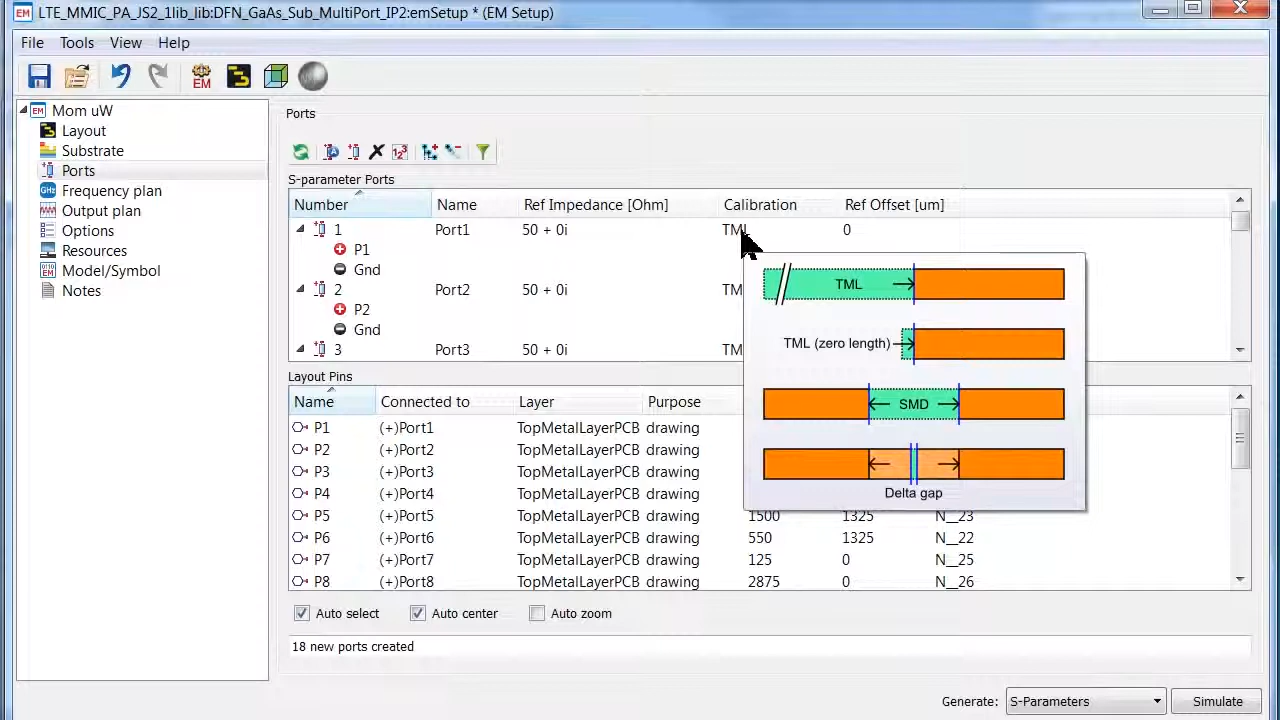 EM LTE_MMIC_PA_JS2_1lib_lib:DFN_GaAs_Sub_MultiPort_IP2:emSetup * (EM Setup)
File Tools View Help
EM
EM Mom uW
Layout
Substrate
Ports
GHz Frequency plan
Output plan
Options
Resources
Model/Symbol
Notes
Ports
S-parameter Ports
Number Name Ref Impedance [Ohm] Calibration Ref Offset [um]
1 Port1 50 + 0i TML 0
P1
Gnd
2 Port2 50 + 0i TM
P2
Gnd
3 Port3 50 + 0i TM
TML
TML (zero length)
SMD
Delta gap
Layout Pins
Name Connected to Layer Purpose
P1 (+)Port1 TopMetalLayerPCB drawing
P2 (+)Port2 TopMetalLayerPCB drawing
P3 (+)Port3 TopMetalLayerPCB drawing
P4 (+)Port4 TopMetalLayerPCB drawing
P5 (+)Port5 TopMetalLayerPCB drawing 1500 1325 N__23
P6 (+)Port6 TopMetalLayerPCB drawing 550 1325 N__22
P7 (+)Port7 TopMetalLayerPCB drawing 125 0 N__25
P8 (+)Port8 TopMetalLayerPCB drawing 2875 0 N__26
Auto select Auto center Auto zoom
18 new ports created
Generate: S-Parameters Simulate